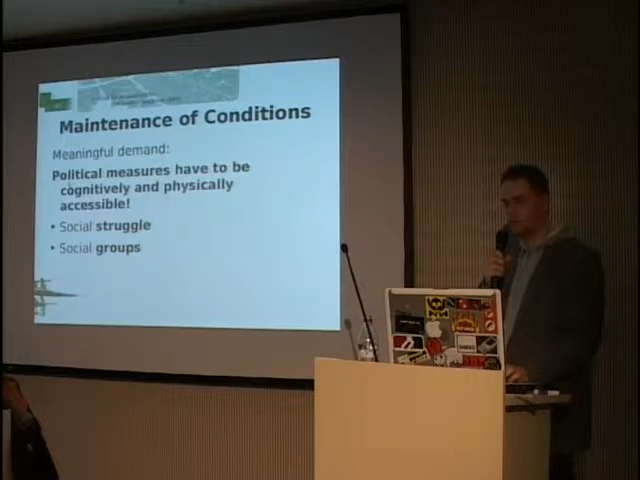 Maintenance of Conditions
Meaningful demand:
Political measures have to be
cognitively and physically
accessible!
• Social struggle
• Social groups